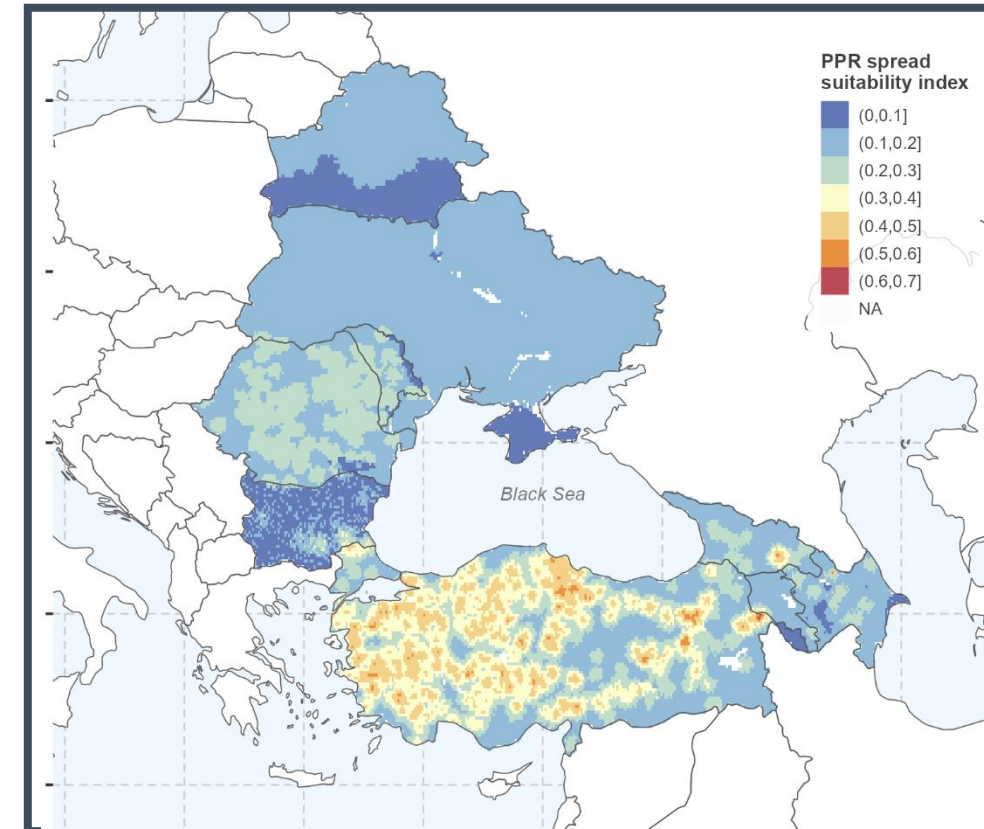 PPR spread
suitability index
(0,0.1]
(0.1,0.2]
(0.2,0.3]
(0.3,0.4]
(0.4,0.5]
(0.5,0.6]
(0.6,0.7]
NA
Black Sea